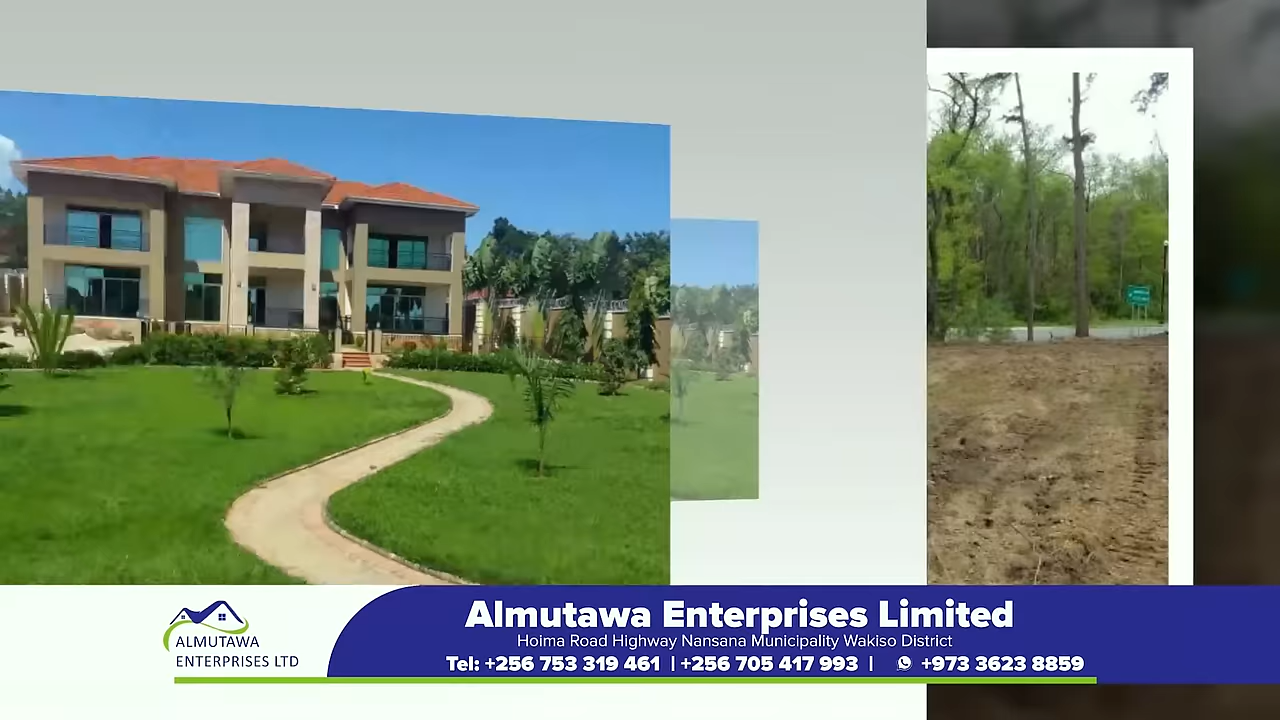 Almutawa Enterprises Limited
Hoima Road Highway Nansana Municipality Wakiso District
Tel: +256 753 319 461 | +256 705 417 993 | +973 3623 8859
ALMUTAWA
ENTERPRISES LTD